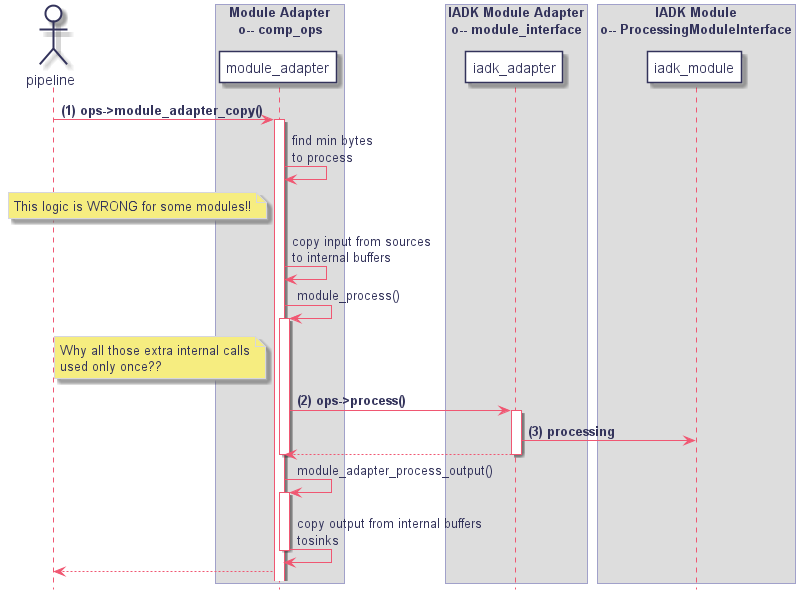 Module Adapter
o-- comp_ops
IADK Module Adapter
o-- module_interface
IADK Module
o-- ProcessingModuleInterface
pipeline
module_adapter
iadk_adapter
iadk_module
(1) ops->module_adapter_copy()
find min bytes
to process
This logic is WRONG for some modules!!
copy input from sources
to internal buffers
module_process()
Why all those extra internal calls
used only once??
(2) ops->process()
(3) processing
module_adapter_process_output()
copy output from internal buffers
tosinks